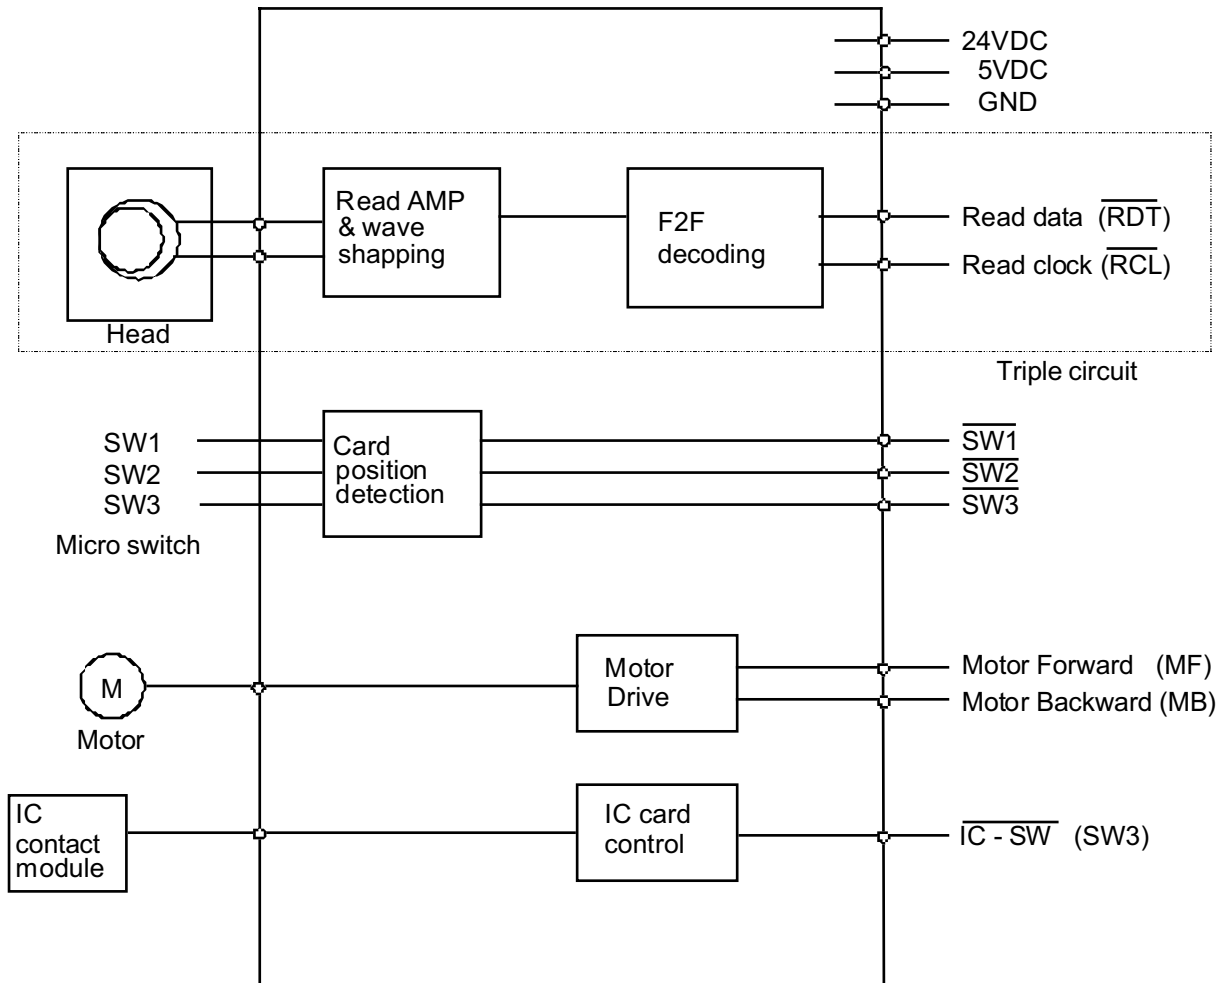 24VDC
5VDC
GND
Head
Read AMP
& wave
shapping
F2F
decoding
Read data (RDT)
Read clock (RCL)
Triple circuit
SW1
SW2
SW3
Micro switch
Card
position
detection
SW1
SW2
SW3
M
Motor
Motor
Drive
Motor Forward (MF)
Motor Backward (MB)
IC
contact
module
IC card
control
IC - SW (SW3)